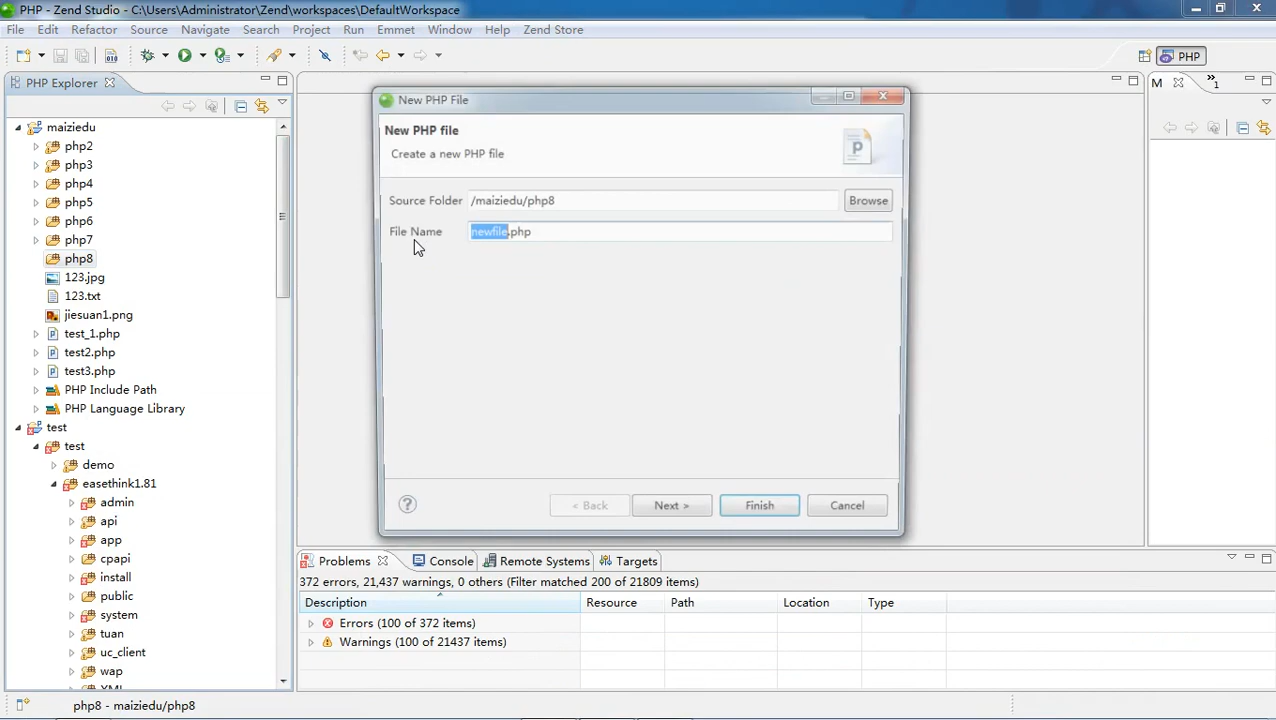 PHP - Zend Studio - C:\Users\Administrator\Zend\workspaces\DefaultWorkspace
File Edit Refactor Source Navigate Search Project Run Emmet Window Help Zend Store
PHP
PHP Explorer
M
1
maiziedu
php2
php3
php4
php5
php6
php7
php8
123.jpg
123.txt
jiesuan1.png
test_1.php
test2.php
test3.php
PHP Include Path
PHP Language Library
test
test
demo
easethink1.81
admin
api
app
cpapi
install
public
system
tuan
uc_client
wap
New PHP File
New PHP file
Create a new PHP file
Source Folder /maiziedu/php8 Browse
File Name newfile.php
< Back Next > Finish Cancel
Problems Console Remote Systems Targets
372 errors, 21,437 warnings, 0 others (Filter matched 200 of 21809 items)
Description Resource Path Location Type
Errors (100 of 372 items)
Warnings (100 of 21437 items)
php8 - maiziedu/php8